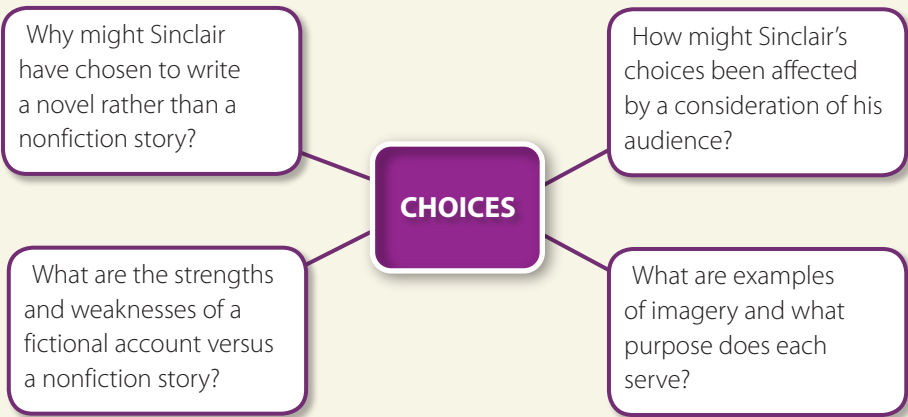 Why might Sinclair
have chosen to write
a novel rather than a
nonfiction story?
How might Sinclair's
choices been affected
by a consideration of his
audience?
CHOICES
What are the strengths
and weaknesses of a
fictional account versus
a nonfiction story?
What are examples
of imagery and what
purpose does each
serve?